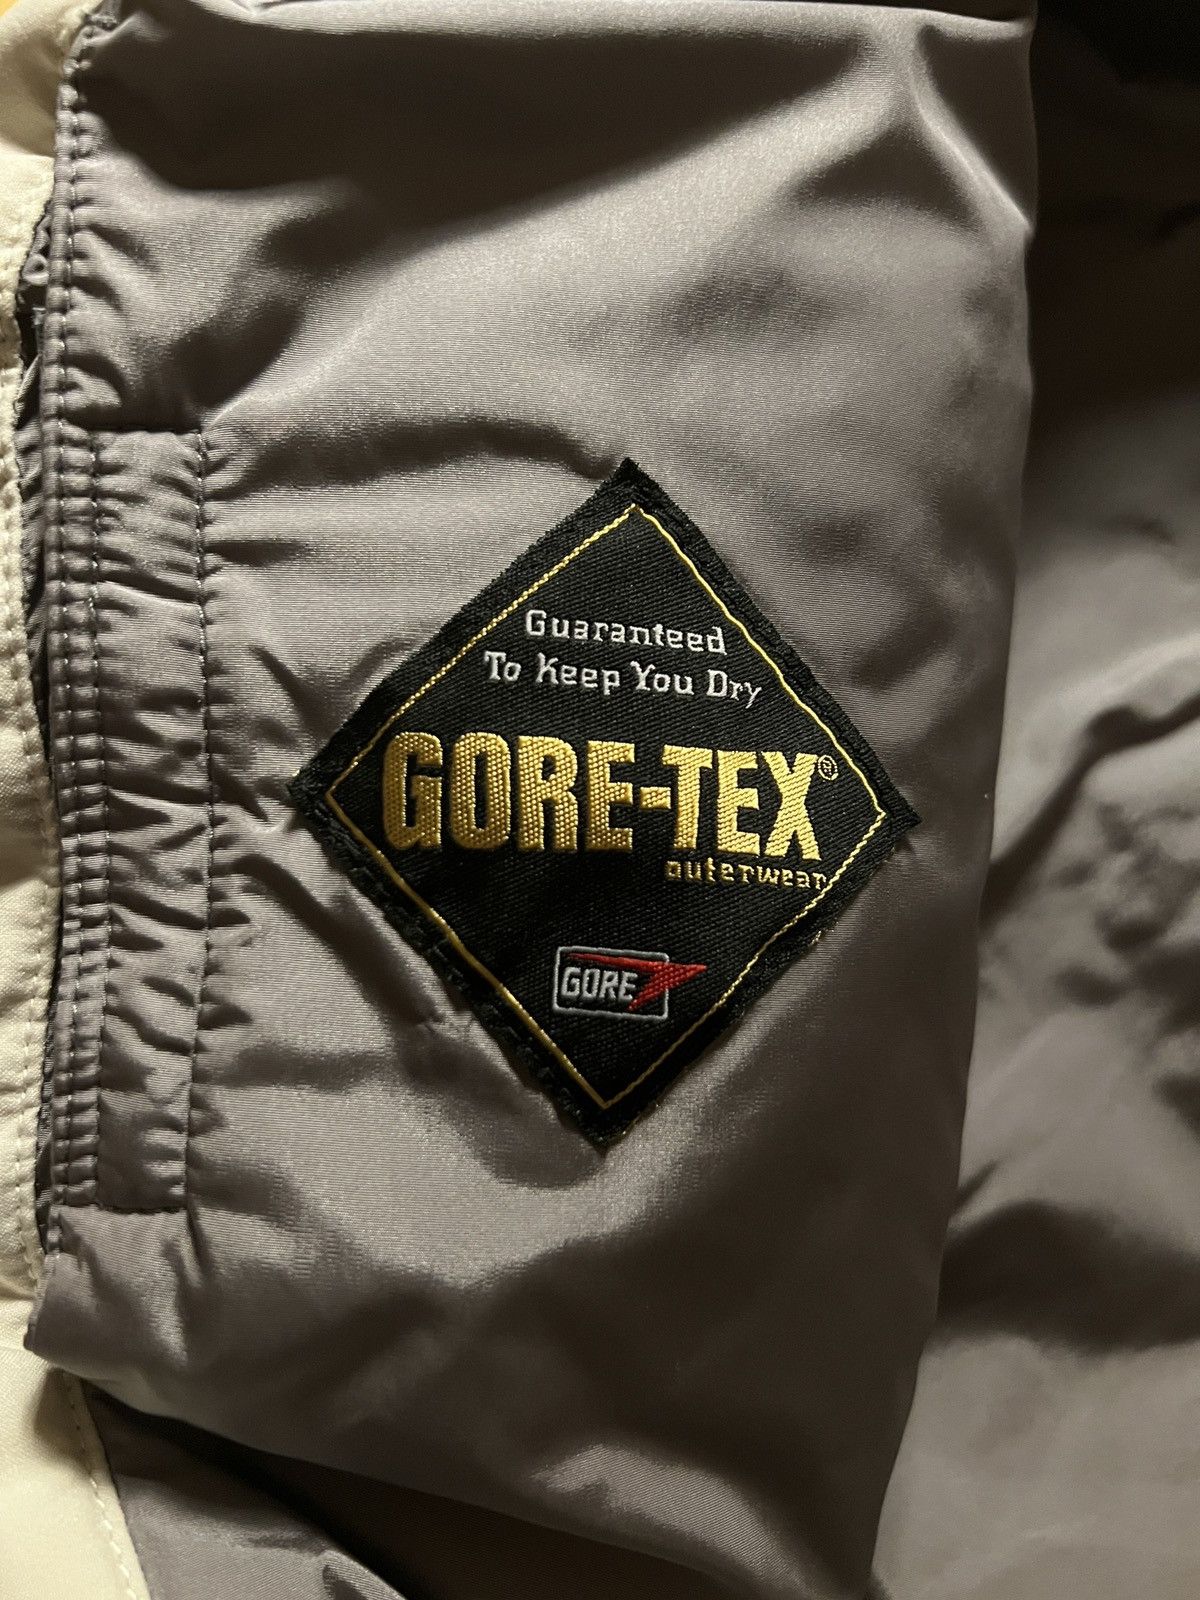 Guaranteed
To Keep You Dry
GORE-TEX®
outerwear
GORE